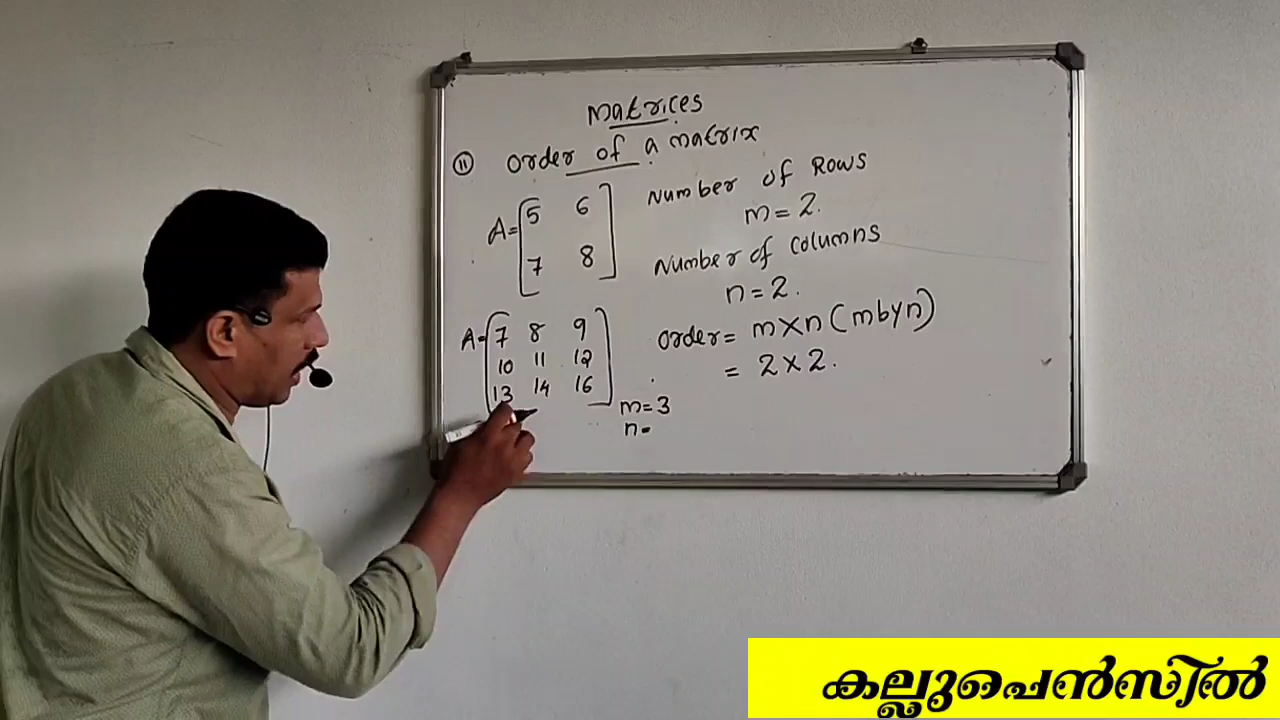 Matrices
11 order of a matrix
A= [5 6
7 8]
Number of Rows
m = 2.
Number of columns
n = 2.
A= [7 8 9
10 11 12
13 14 16]
order = m×n (m by n)
= 2×2.
m=3
n=
കല്ലുപെൻസിൽ